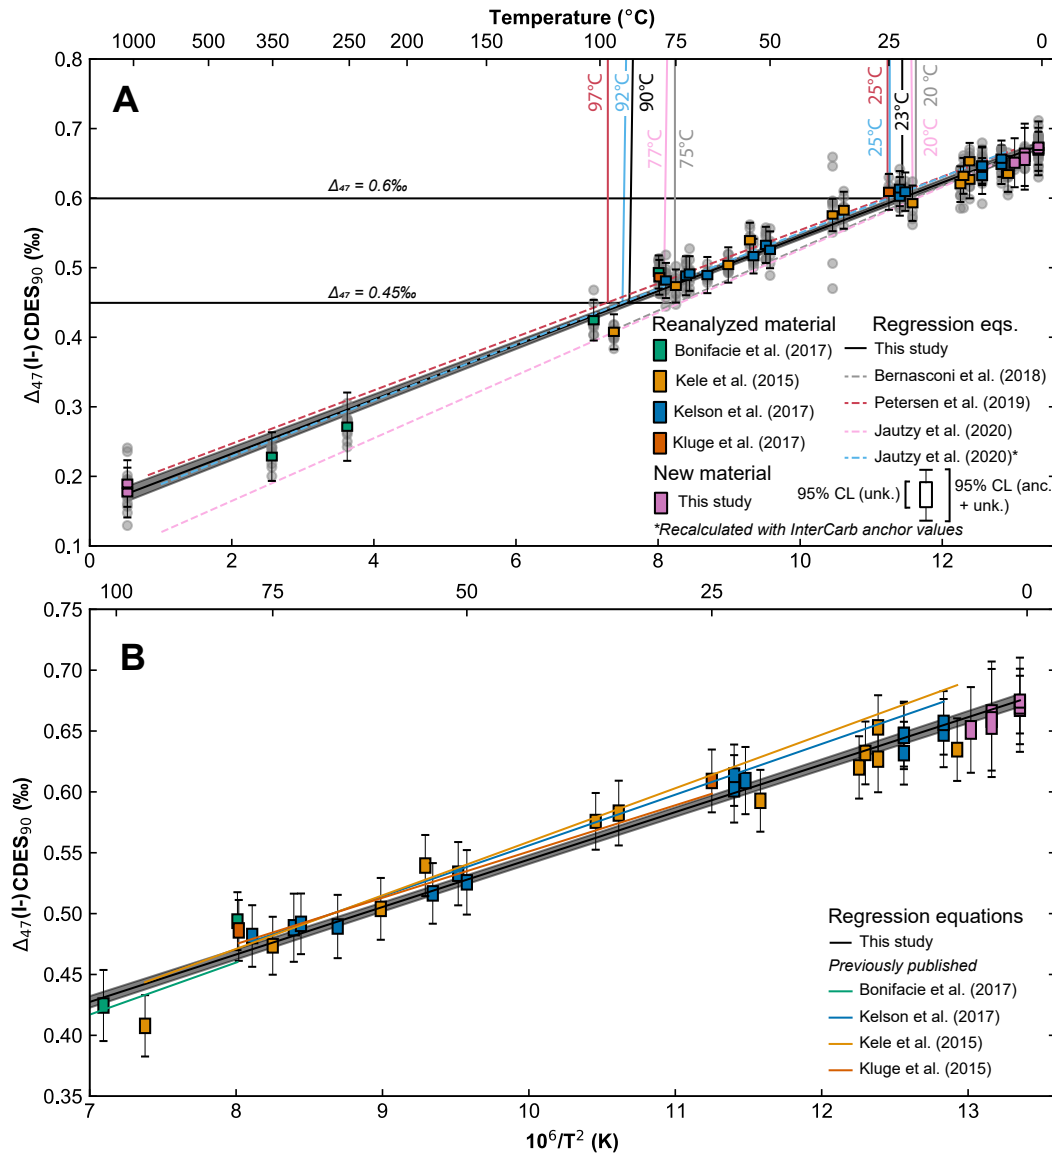 Temperature (°C)
1000 500 350 250 200 150 100 75 50 25 0
A
0.8
0.7
0.6
0.5
0.4
0.3
0.2
0.1
Δ47(I-) CDES90 (‰)
97°C
92°C
90°C
77°C
75°C
25°C
25°C
23°C
20°C
20 °C
Δ47 = 0.6‰
Δ47 = 0.45‰
Reanalyzed material
Bonifacie et al. (2017)
Kele et al. (2015)
Kelson et al. (2017)
Kluge et al. (2017)
New material
This study
Regression eqs.
This study
Bernasconi et al. (2018)
Petersen et al. (2019)
Jautzy et al. (2020)
Jautzy et al. (2020)*
95% CL (unk.)
95% CL (anc.
+ unk.)
*Recalculated with InterCarb anchor values
0 2 4 6 8 10 12
100 75 50 25 0
B
0.75
0.70
0.65
0.60
0.55
0.50
0.45
0.40
0.35
Δ47(I-)CDES90 (‰)
Regression equations
This study
Previously published
Bonifacie et al. (2017)
Kelson et al. (2017)
Kele et al. (2015)
Kluge et al. (2015)
7 8 9 10 11 12 13
10^6/T^2 (K)